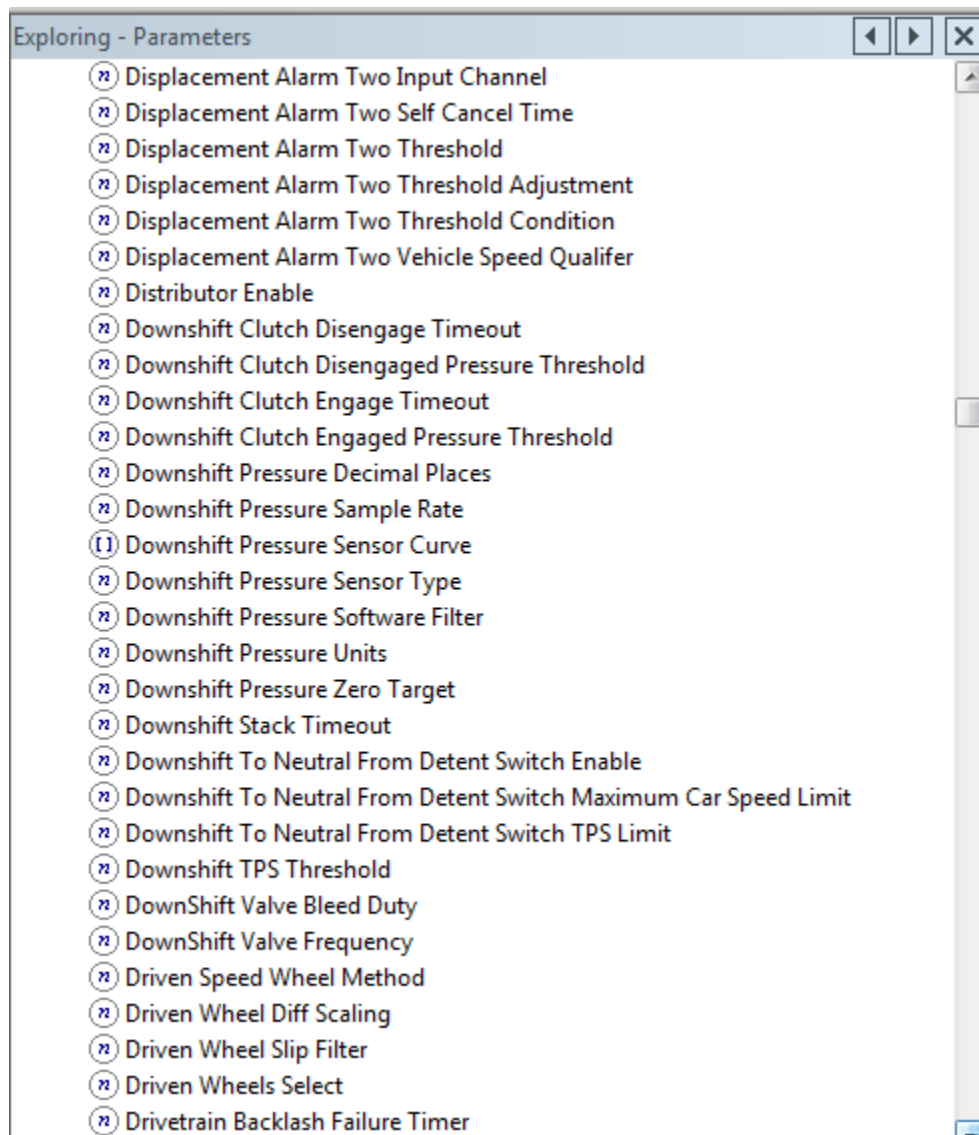 Exploring - Parameters
Displacement Alarm Two Input Channel
Displacement Alarm Two Self Cancel Time
Displacement Alarm Two Threshold
Displacement Alarm Two Threshold Adjustment
Displacement Alarm Two Threshold Condition
Displacement Alarm Two Vehicle Speed Qualifer
Distributor Enable
Downshift Clutch Disengage Timeout
Downshift Clutch Disengaged Pressure Threshold
Downshift Clutch Engage Timeout
Downshift Clutch Engaged Pressure Threshold
Downshift Pressure Decimal Places
Downshift Pressure Sample Rate
Downshift Pressure Sensor Curve
Downshift Pressure Sensor Type
Downshift Pressure Software Filter
Downshift Pressure Units
Downshift Pressure Zero Target
Downshift Stack Timeout
Downshift To Neutral From Detent Switch Enable
Downshift To Neutral From Detent Switch Maximum Car Speed Limit
Downshift To Neutral From Detent Switch TPS Limit
Downshift TPS Threshold
DownShift Valve Bleed Duty
DownShift Valve Frequency
Driven Speed Wheel Method
Driven Wheel Diff Scaling
Driven Wheel Slip Filter
Driven Wheels Select
Drivetrain Backlash Failure Timer